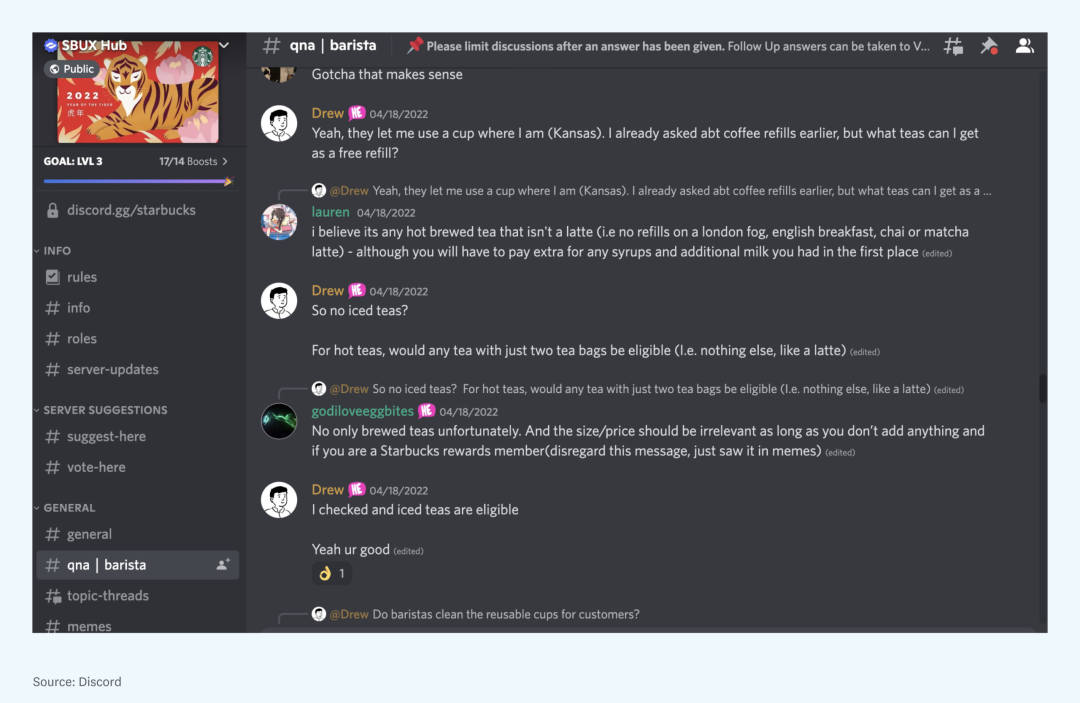 SBUX Hub
Public
2022
YEAR OF THE TIGER
虎年
GOAL: LVL 3 17/14 Boosts
discord.gg/starbucks
INFO
rules
info
roles
server-updates
SERVER SUGGESTIONS
suggest-here
vote-here
GENERAL
general
qna | barista
topic-threads
memes
# qna | barista Please limit discussions after an answer has been given. Follow Up answers can be taken to V...
Gotcha that makes sense
Drew HE 04/18/2022
Yeah, they let me use a cup where I am (Kansas). I already asked abt coffee refills earlier, but what teas can I get
as a free refill?
@Drew Yeah, they let me use a cup where I am (Kansas). I already asked abt coffee refills earlier, but what teas can I get as a ...
lauren 04/18/2022
i believe its any hot brewed tea that isn't a latte (i.e no refills on a london fog, english breakfast, chai or matcha
latte) - although you will have to pay extra for any syrups and additional milk you had in the first place (edited)
Drew HE 04/18/2022
So no iced teas?
For hot teas, would any tea with just two tea bags be eligible (I.e. nothing else, like a latte) (edited)
@Drew So no iced teas? For hot teas, would any tea with just two tea bags be eligible (I.e. nothing else, like a latte) (edited)
godiloveeggbites HE 04/18/2022
No only brewed teas unfortunately. And the size/price should be irrelevant as long as you don't add anything and
if you are a Starbucks rewards member(disregard this message, just saw it in memes) (edited)
Drew HE 04/18/2022
I checked and iced teas are eligible
Yeah ur good (edited)
👌 1
@Drew Do baristas clean the reusable cups for customers?
Source: Discord